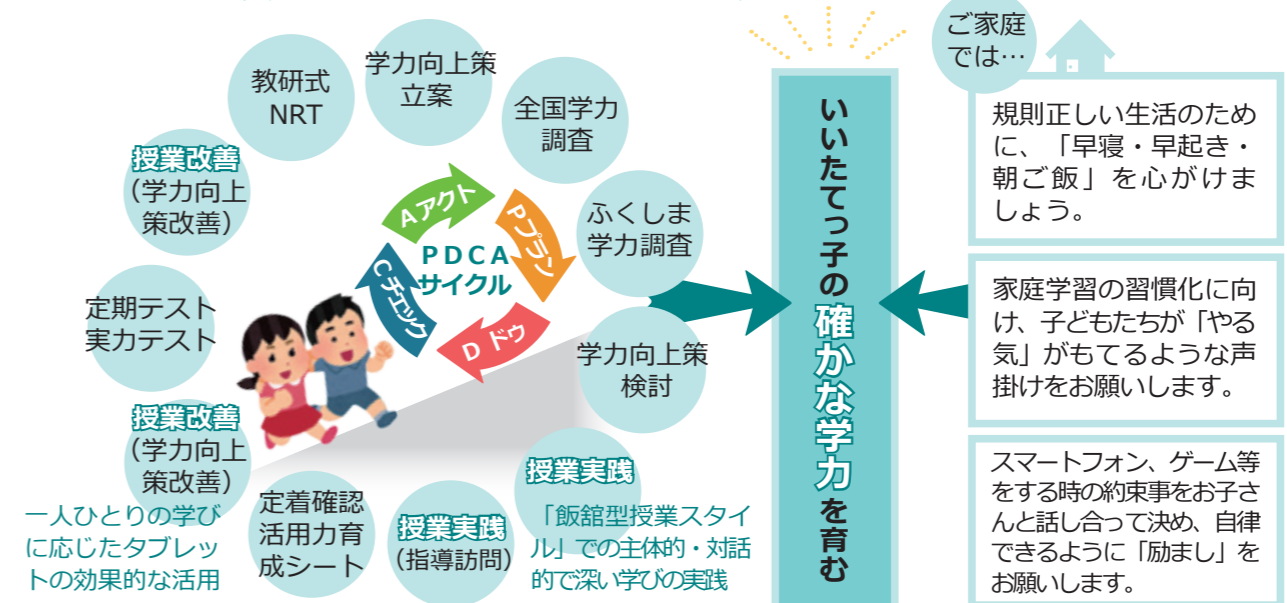 学力向上策
立案
全国学力
調査
ふくしま
学力調査
学力向上策
検討
授業実践
「飯舘型授業スタイ
ル」での主体的・対話
的で深い学びの実践
授業実践
(指導訪問)
定着確認
活用力育
成シート
授業改善
(学力向上
策改善)
一人ひとりの学び
に応じたタブレッ
トの効果的な活用
定期テスト
実力テスト
授業改善
(学力向上
策改善)
教研式
NRT
PDCA
サイクル
A アクト
P プラン
D ドゥ
C チェック
いいたてっ子の確かな学力を育む
ご家庭
では…
規則正しい生活のため
に、「早寝・早起き・
朝ご飯」を心がけま
しょう。
家庭学習の習慣化に向
け、子どもたちが「やる
気」がもてるような声
掛けをお願いします。
スマートフォン、ゲーム等
をする時の約束事をお子さ
んと話し合って決め、自律
できるように「励まし」を
お願いします。